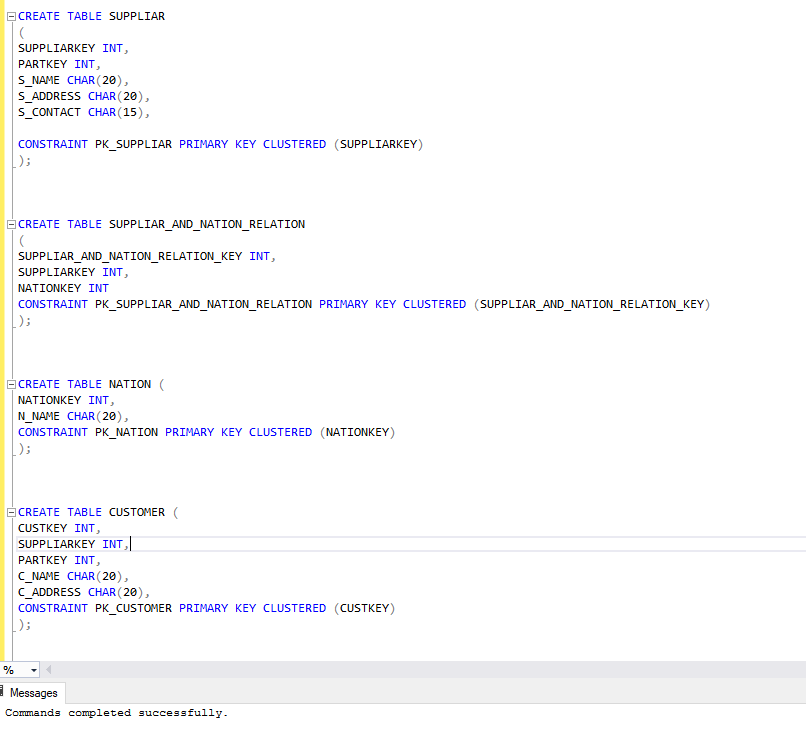 CREATE TABLE SUPPLIAR
(
SUPPLIARKEY INT,
PARTKEY INT,
S_NAME CHAR(20),
S_ADDRESS CHAR(20),
S_CONTACT CHAR(15),
CONSTRAINT PK_SUPPLIAR PRIMARY KEY CLUSTERED (SUPPLIARKEY)
);
CREATE TABLE SUPPLIAR_AND_NATION_RELATION
(
SUPPLIAR_AND_NATION_RELATION_KEY INT,
SUPPLIARKEY INT,
NATIONKEY INT
CONSTRAINT PK_SUPPLIAR_AND_NATION_RELATION PRIMARY KEY CLUSTERED (SUPPLIAR_AND_NATION_RELATION_KEY)
);
CREATE TABLE NATION (
NATIONKEY INT,
N_NAME CHAR(20),
CONSTRAINT PK_NATION PRIMARY KEY CLUSTERED (NATIONKEY)
);
CREATE TABLE CUSTOMER (
CUSTKEY INT,
SUPPLIARKEY INT,
PARTKEY INT,
C_NAME CHAR(20),
C_ADDRESS CHAR(20),
CONSTRAINT PK_CUSTOMER PRIMARY KEY CLUSTERED (CUSTKEY)
);
%
Messages
Commands completed successfully.